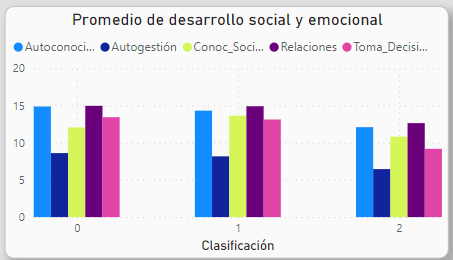 Promedio de desarrollo social y emocional
Autoconoci... Autogestión Conoc_Soci... Relaciones Toma_Decisi...
20
15
10
5
0
0 1 2
Clasificación